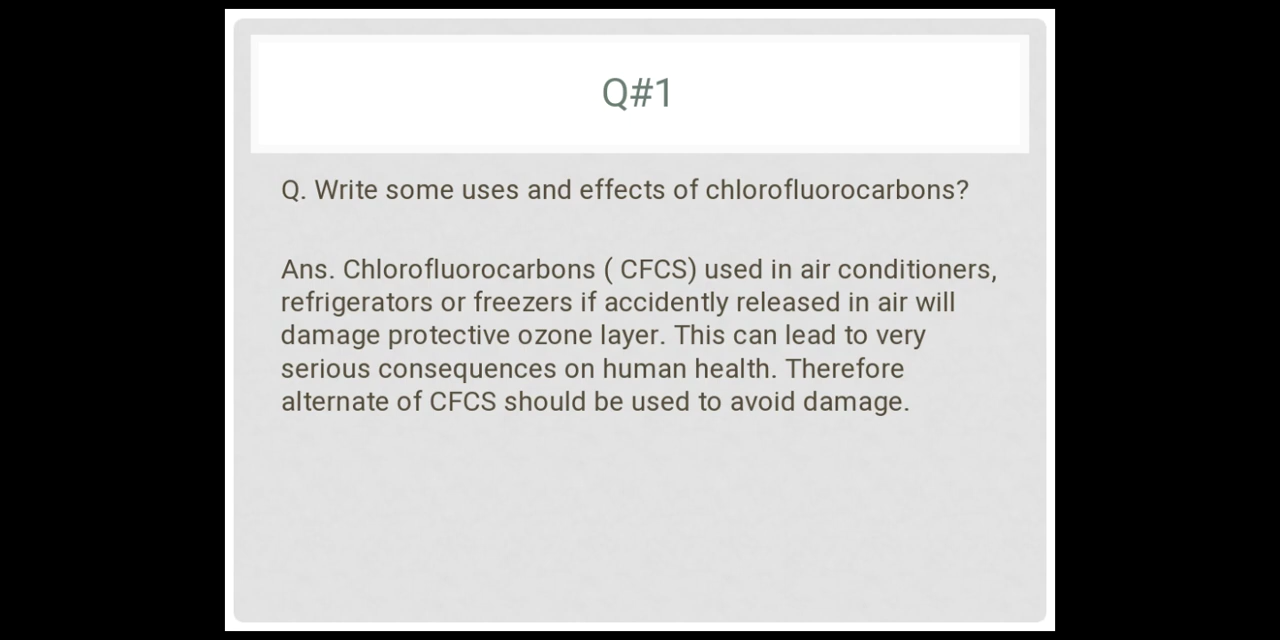 Q#1
Q. Write some uses and effects of chlorofluorocarbons?
Ans. Chlorofluorocarbons ( CFCS) used in air conditioners,
refrigerators or freezers if accidently released in air will
damage protective ozone layer. This can lead to very
serious consequences on human health. Therefore
alternate of CFCS should be used to avoid damage.